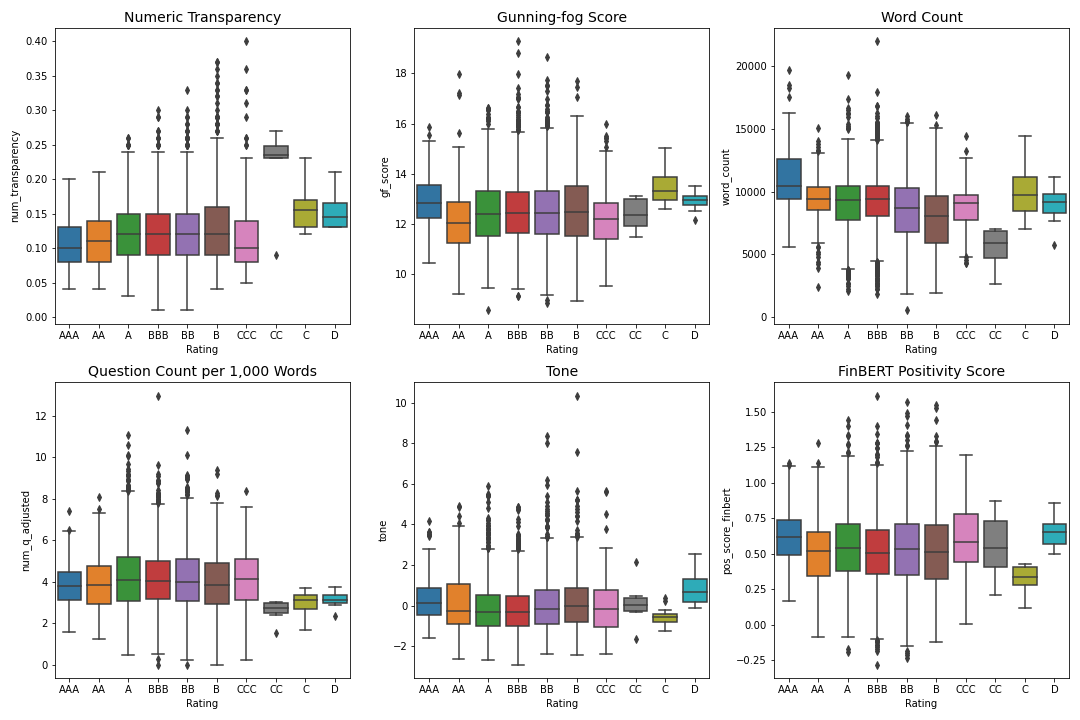 Numeric Transparency
num_transparency
0.40
0.35
0.30
0.25
0.20
0.15
0.10
0.05
0.00
AAA AA A BBB BB B CCC CC C D
Rating
Gunning-fog Score
gf_score
18
16
14
12
10
AAA AA A BBB BB B CCC CC C D
Rating
Word Count
word_count
20000
15000
10000
5000
0
AAA AA A BBB BB B CCC CC C D
Rating
Question Count per 1,000 Words
num_q_adjusted
12
10
8
6
4
2
0
AAA AA A BBB BB B CCC CC C D
Rating
Tone
tone
10
8
6
4
2
0
−2
AAA AA A BBB BB B CCC CC C D
Rating
FinBERT Positivity Score
pos_score_finbert
1.50
1.25
1.00
0.75
0.50
0.25
0.00
−0.25
AAA AA A BBB BB B CCC CC C D
Rating